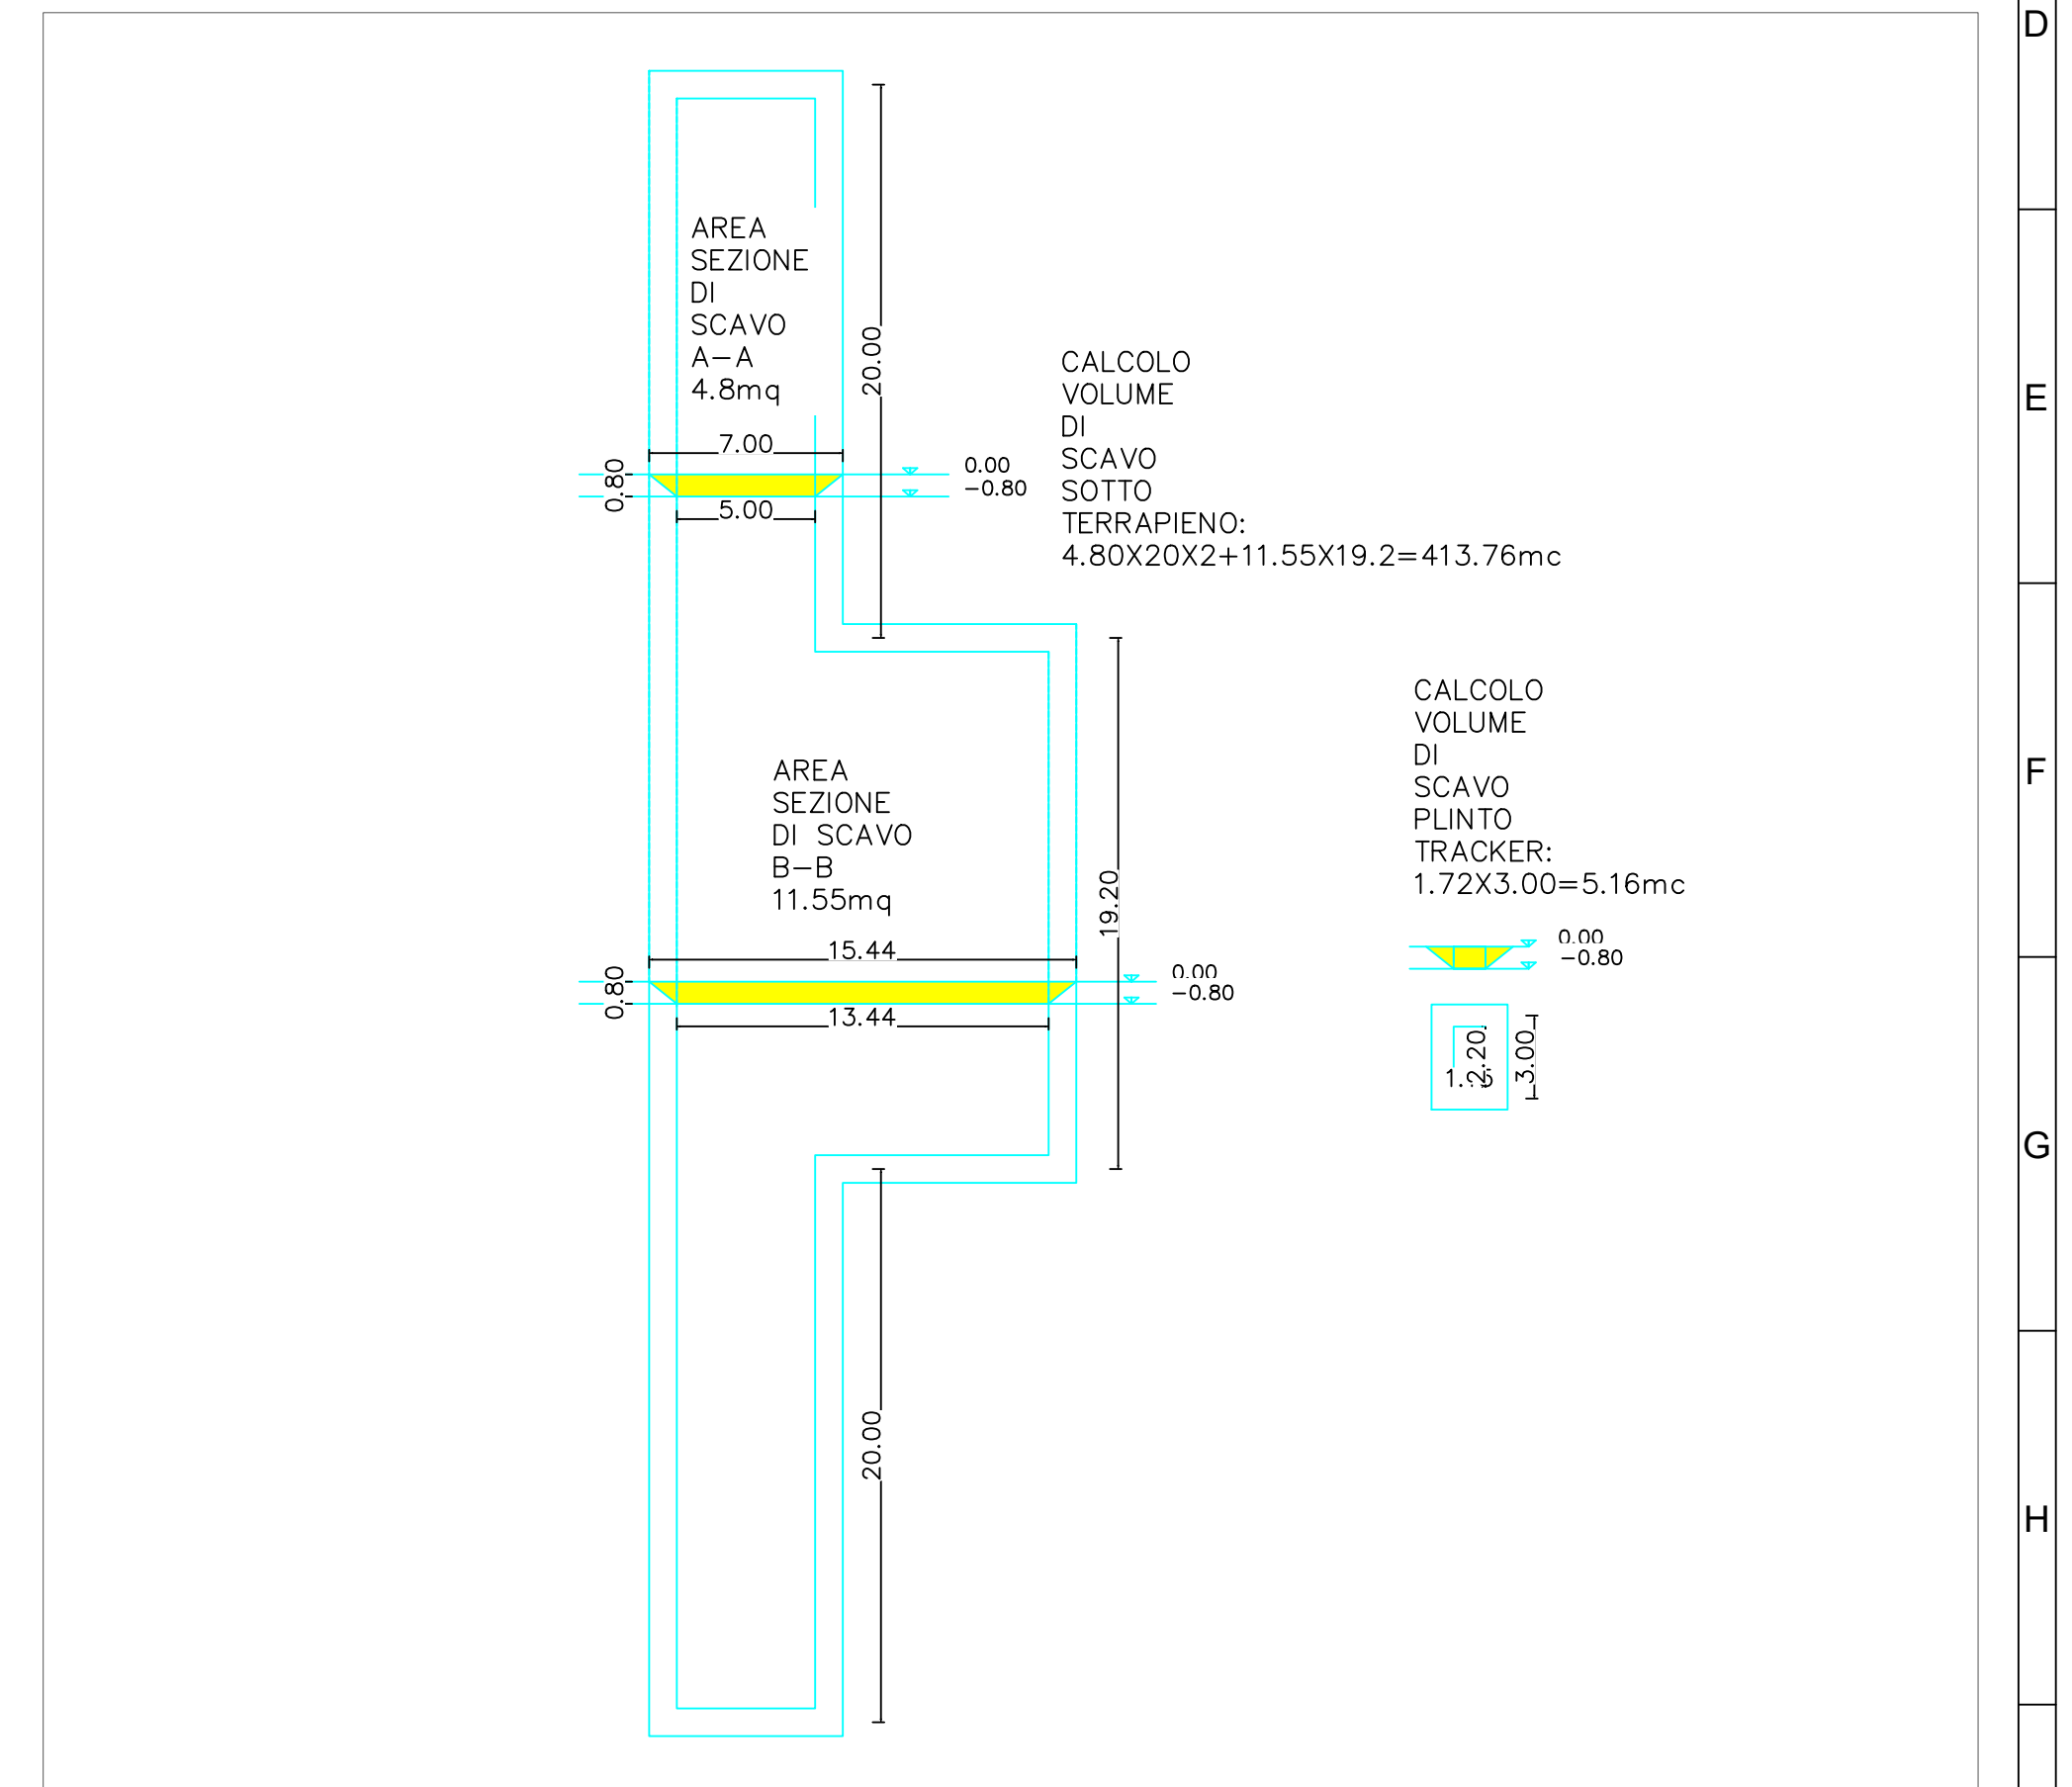 D
E
F
G
H
AREA
SEZIONE
DI
SCAVO
A-A
4.8mq
20.00
7.00
0.80
5.00
0.00
-0.80
CALCOLO
VOLUME
DI
SCAVO
SOTTO
TERRAPIENO:
4.80X20X2+11.55X19.2=413.76mc
AREA
SEZIONE
DI SCAVO
B-B
11.55mq
15.44
0.80
13.44
0.00
-0.80
19.20
20.00
CALCOLO
VOLUME
DI
SCAVO
PLINTO
TRACKER:
1.72X3.00=5.16mc
0.00
-0.80
2.20
3.00